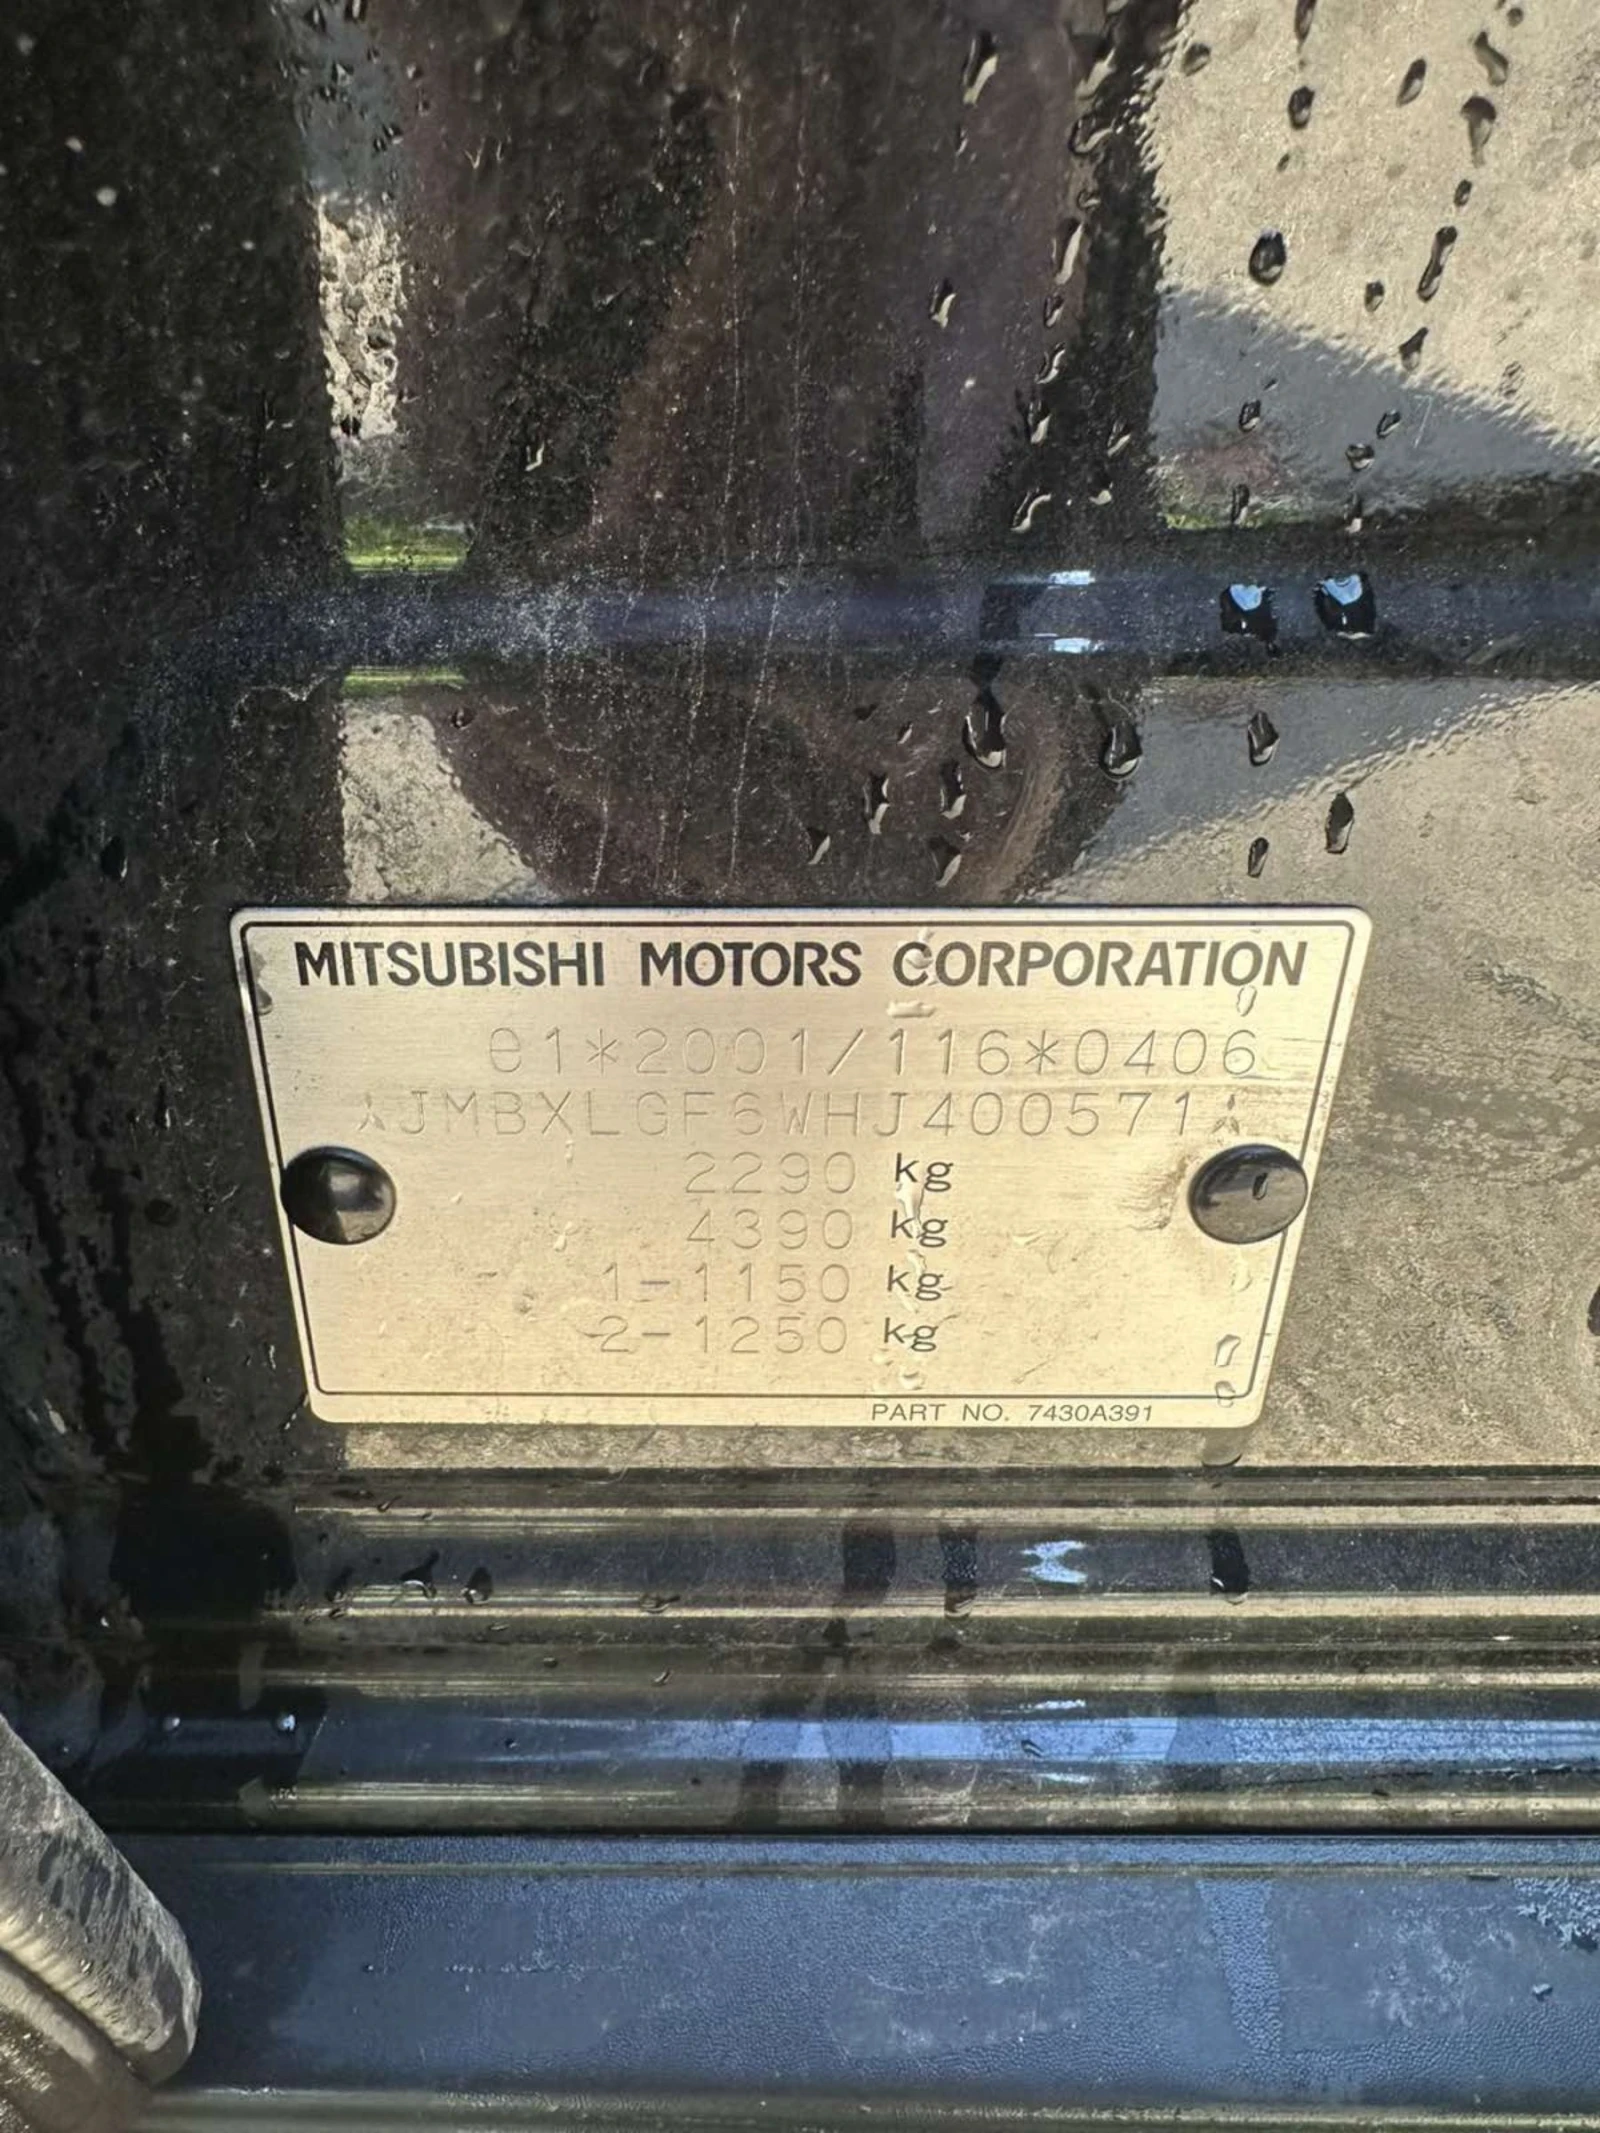 MITSUBISHI MOTORS CORPORATION
e1*2001/116*0406
*JMBXLGF6WHJ400571*
2290 kg
4390 kg
1-1150 kg
2-1250 kg
PART NO. 7430A391